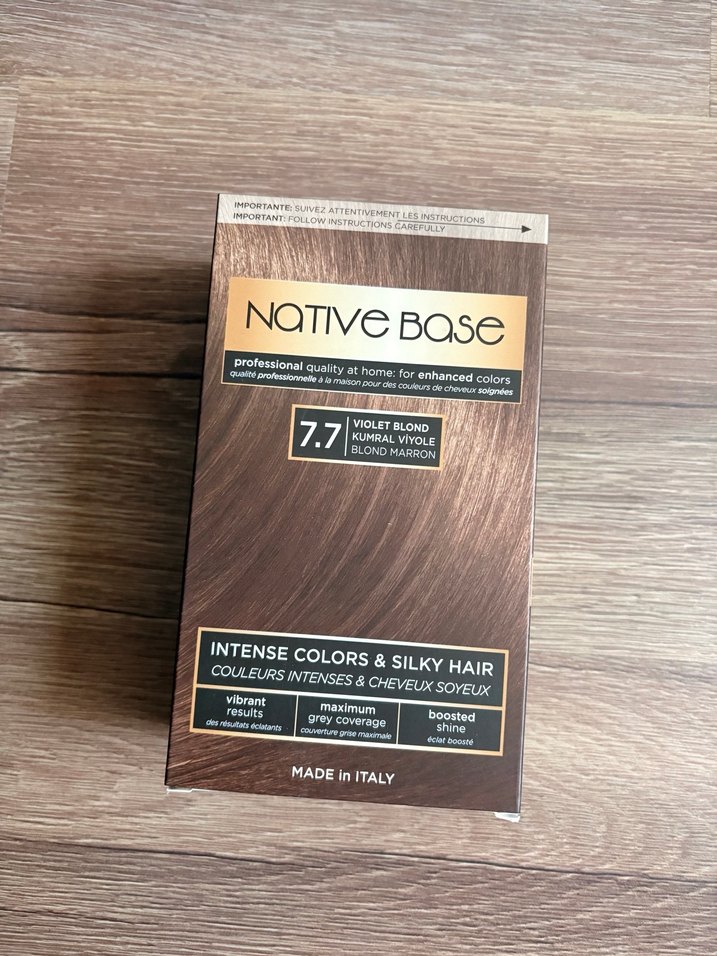 IMPORTANTE: SUIVEZ ATTENTIVEMENT LES INSTRUCTIONS
IMPORTANT: FOLLOW INSTRUCTIONS CAREFULLY
NATIVE BASE
professional quality at home: for enhanced colors
qualité professionnelle à la maison pour des couleurs de cheveux soignées
7.7
VIOLET BLOND
KUMRAL VİYOLE
BLOND MARRON
INTENSE COLORS & SILKY HAIR
COULEURS INTENSES & CHEVEUX SOYEUX
vibrant
results
des résultats éclatants
maximum
grey coverage
couverture grise maximale
boosted
shine
éclat boosté
MADE in ITALY